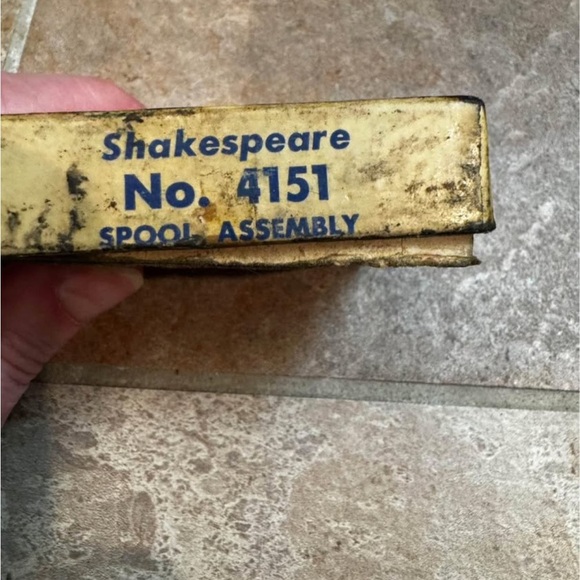 Shakespeare
No. 4151
SPOOL, ASSEMBLY